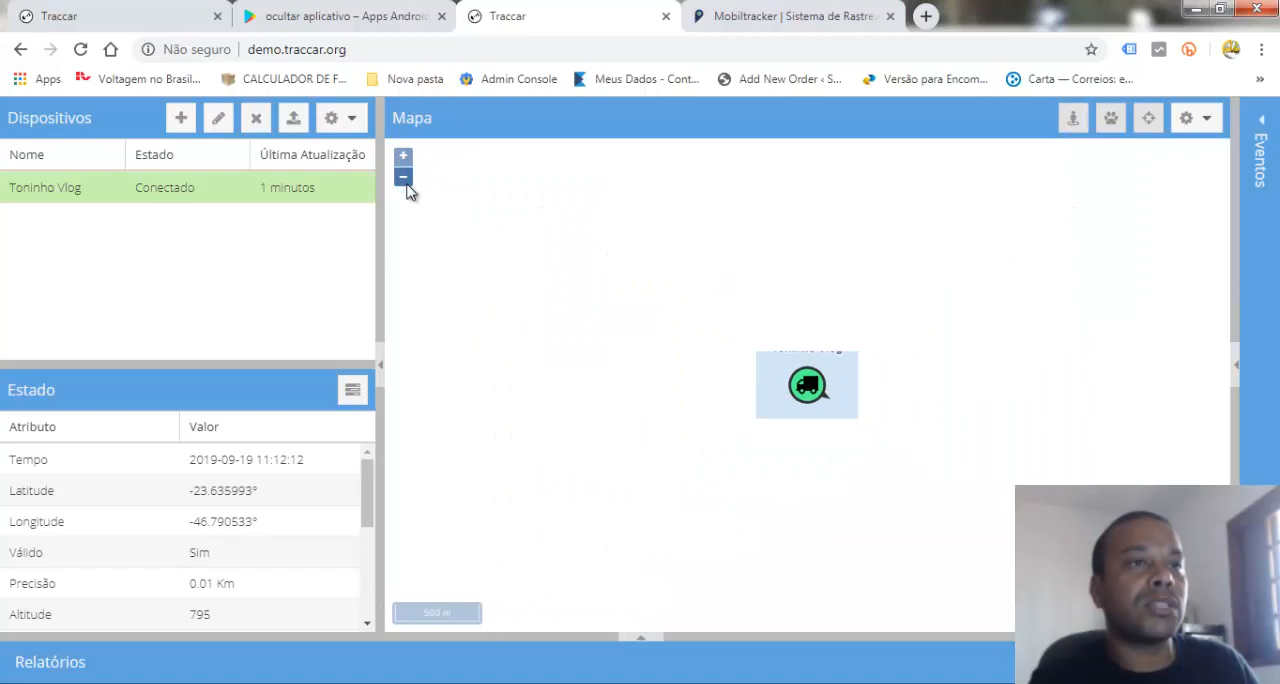 Traccar
ocultar aplicativo – Apps Android
Traccar
Mobiltracker | Sistema de Rastre
Não seguro
demo.traccar.org
Apps
Voltagem no Brasil...
CALCULADOR DE F...
Nova pasta
Admin Console
Meus Dados - Cont...
Add New Order ‹ S...
Versão para Encom...
Carta — Correios: e...
»
Dispositivos
Mapa
Eventos
Nome Estado Última Atualização
Toninho Vlog Conectado 1 minutos
Estado
Atributo Valor
Tempo 2019-09-19 11:12:12
Latitude -23.635993°
Longitude -46.790533°
Válido Sim
Precisão 0.01 Km
Altitude 795
500 m
Relatórios